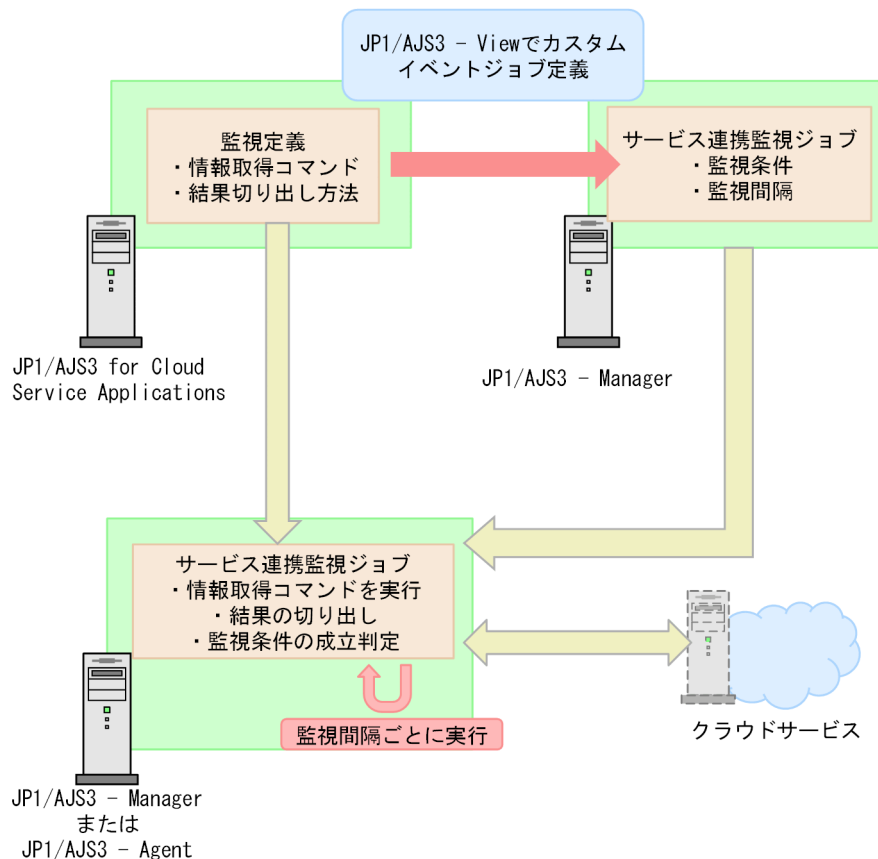 JP1/AJS3 - Viewでカスタム
イベントジョブ定義
監視定義
・情報取得コマンド
・結果切り出し方法
サービス連携監視ジョブ
・監視条件
・監視間隔
JP1/AJS3 for Cloud
Service Applications
JP1/AJS3 - Manager
サービス連携監視ジョブ
・情報取得コマンドを実行
・結果の切り出し
・監視条件の成立判定
監視間隔ごとに実行
クラウドサービス
JP1/AJS3 - Manager
または
JP1/AJS3 - Agent